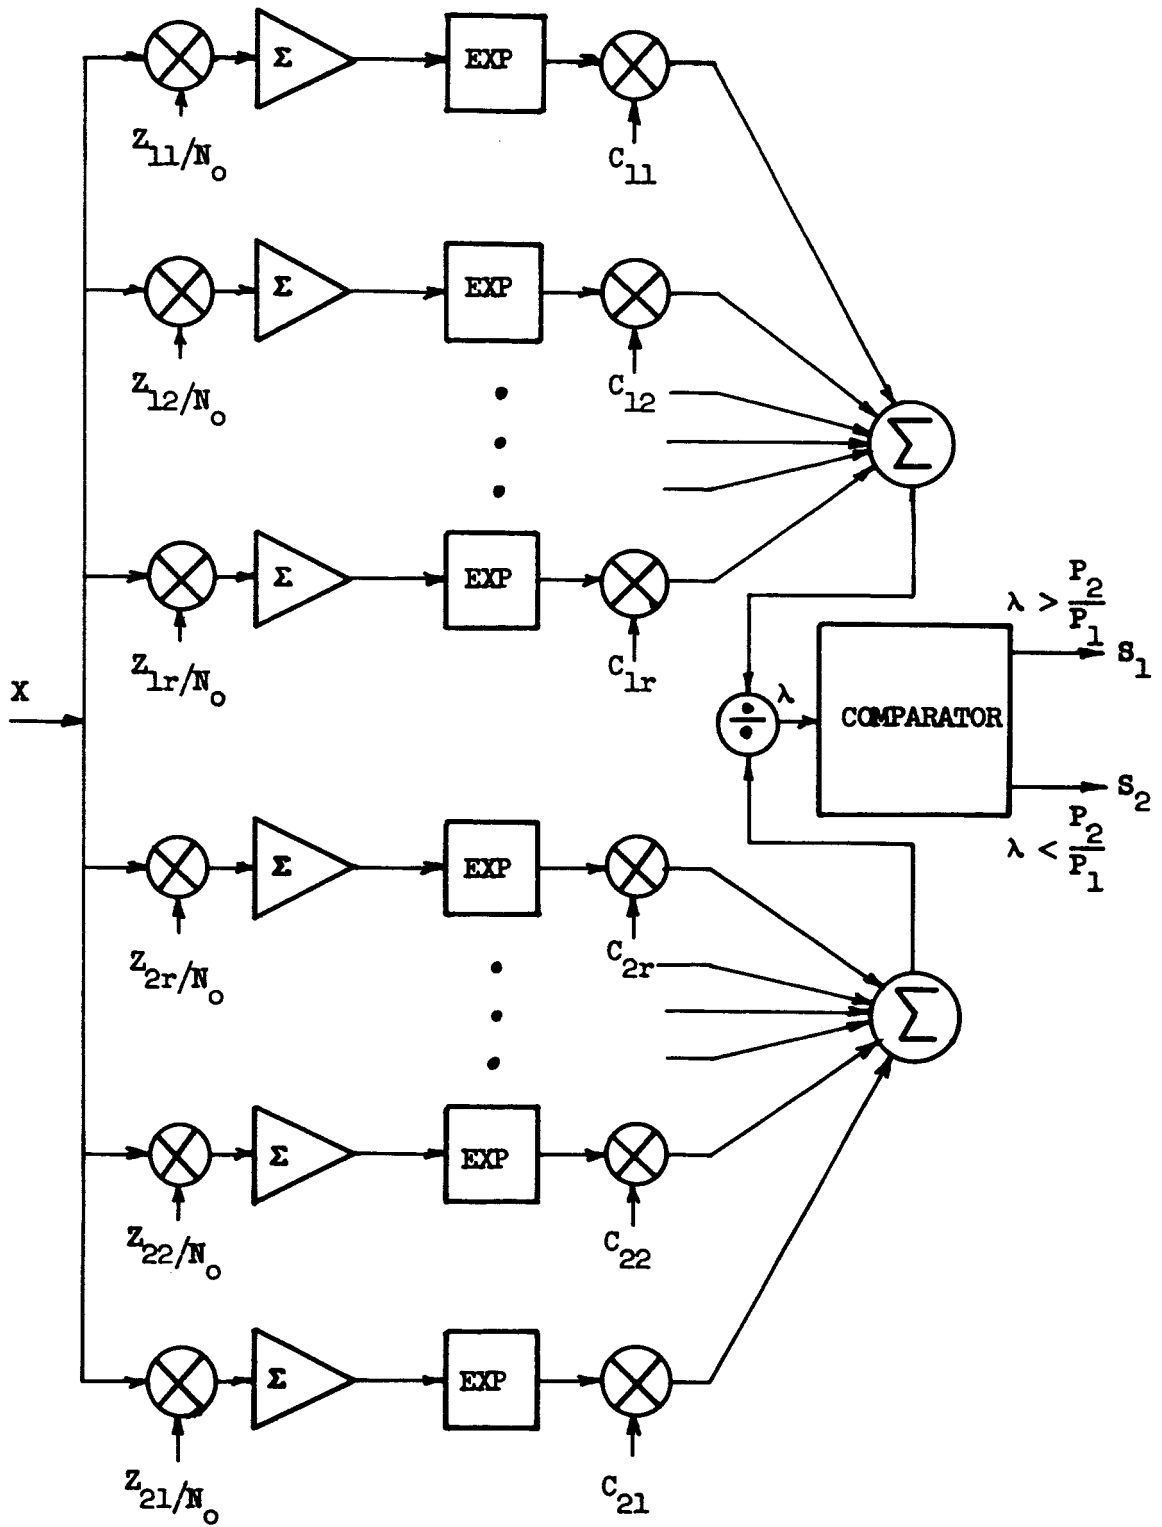 Σ EXP
Z₁₁/Nₒ C₁₁
Σ EXP
Z₁₂/Nₒ C₁₂
Σ
Σ EXP
Z₁ᵣ/Nₒ C₁ᵣ
λ > P₂/P₁
S₁
X
÷ λ
COMPARATOR
S₂
λ < P₂/P₁
Σ EXP
Z₂ᵣ/Nₒ C₂ᵣ
Σ
Σ EXP
Z₂₂/Nₒ C₂₂
Σ EXP
Z₂₁/Nₒ C₂₁